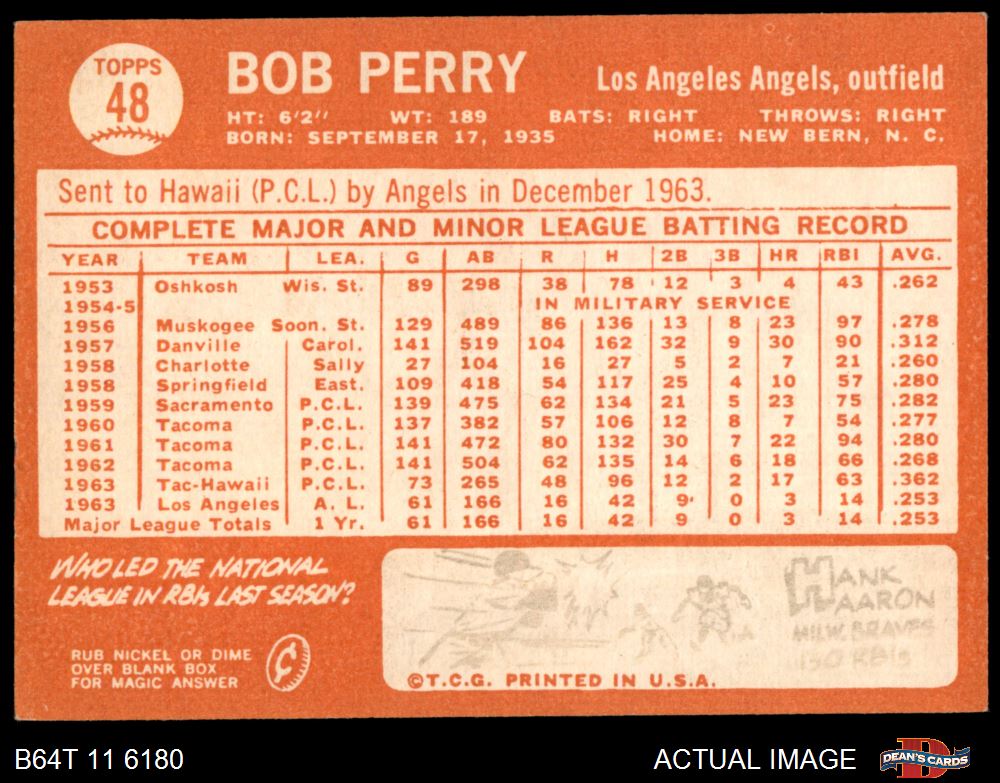 TOPPS
48
BOB PERRY
Los Angeles Angels, outfield
HT: 6'2" WT: 189 BATS: RIGHT THROWS: RIGHT
BORN: SEPTEMBER 17, 1935 HOME: NEW BERN, N. C.
Sent to Hawaii (P.C.L.) by Angels in December 1963.
COMPLETE MAJOR AND MINOR LEAGUE BATTING RECORD
YEAR TEAM LEA. G AB R H 2B 3B HR RBI AVG.
1953 Oshkosh Wis. St. 89 298 38 78 12 3 4 43 .262
1954-5 IN MILITARY SERVICE
1956 Muskogee Soon. St. 129 489 86 136 13 8 23 97 .278
1957 Danville Carol. 141 519 104 162 32 9 30 90 .312
1958 Charlotte Sally 27 104 16 27 5 2 7 21 .260
1958 Springfield East. 109 418 54 117 25 4 10 57 .280
1959 Sacramento P.C.L. 139 475 62 134 21 5 23 75 .282
1960 Tacoma P.C.L. 137 382 57 106 12 8 7 54 .277
1961 Tacoma P.C.L. 141 472 80 132 30 7 22 94 .280
1962 Tacoma P.C.L. 141 504 62 135 14 6 18 66 .268
1963 Tac-Hawaii P.C.L. 73 265 48 96 12 2 17 63 .362
1963 Los Angeles A. L. 61 166 16 42 9 0 3 14 .253
Major League Totals 1 Yr. 61 166 16 42 9 0 3 14 .253
WHO LED THE NATIONAL
LEAGUE IN RBIs LAST SEASON?
RUB NICKEL OR DIME
OVER BLANK BOX
FOR MAGIC ANSWER
HANK
AARON
MILW. BRAVES
130 RBIs
©T.C.G. PRINTED IN U.S.A.
B64T 11 6180
ACTUAL IMAGE
DEAN'S CARDS